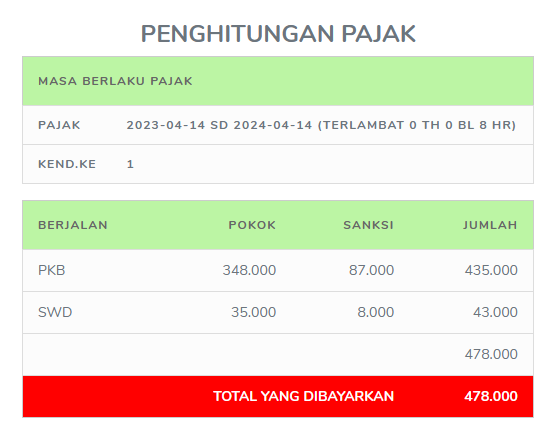 PENGHITUNGAN PAJAK
MASA BERLAKU PAJAK
PAJAK 2023-04-14 SD 2024-04-14 (TERLAMBAT 0 TH 0 BL 8 HR)
KEND.KE 1
BERJALAN POKOK SANKSI JUMLAH
PKB 348.000 87.000 435.000
SWD 35.000 8.000 43.000
478.000
TOTAL YANG DIBAYARKAN 478.000